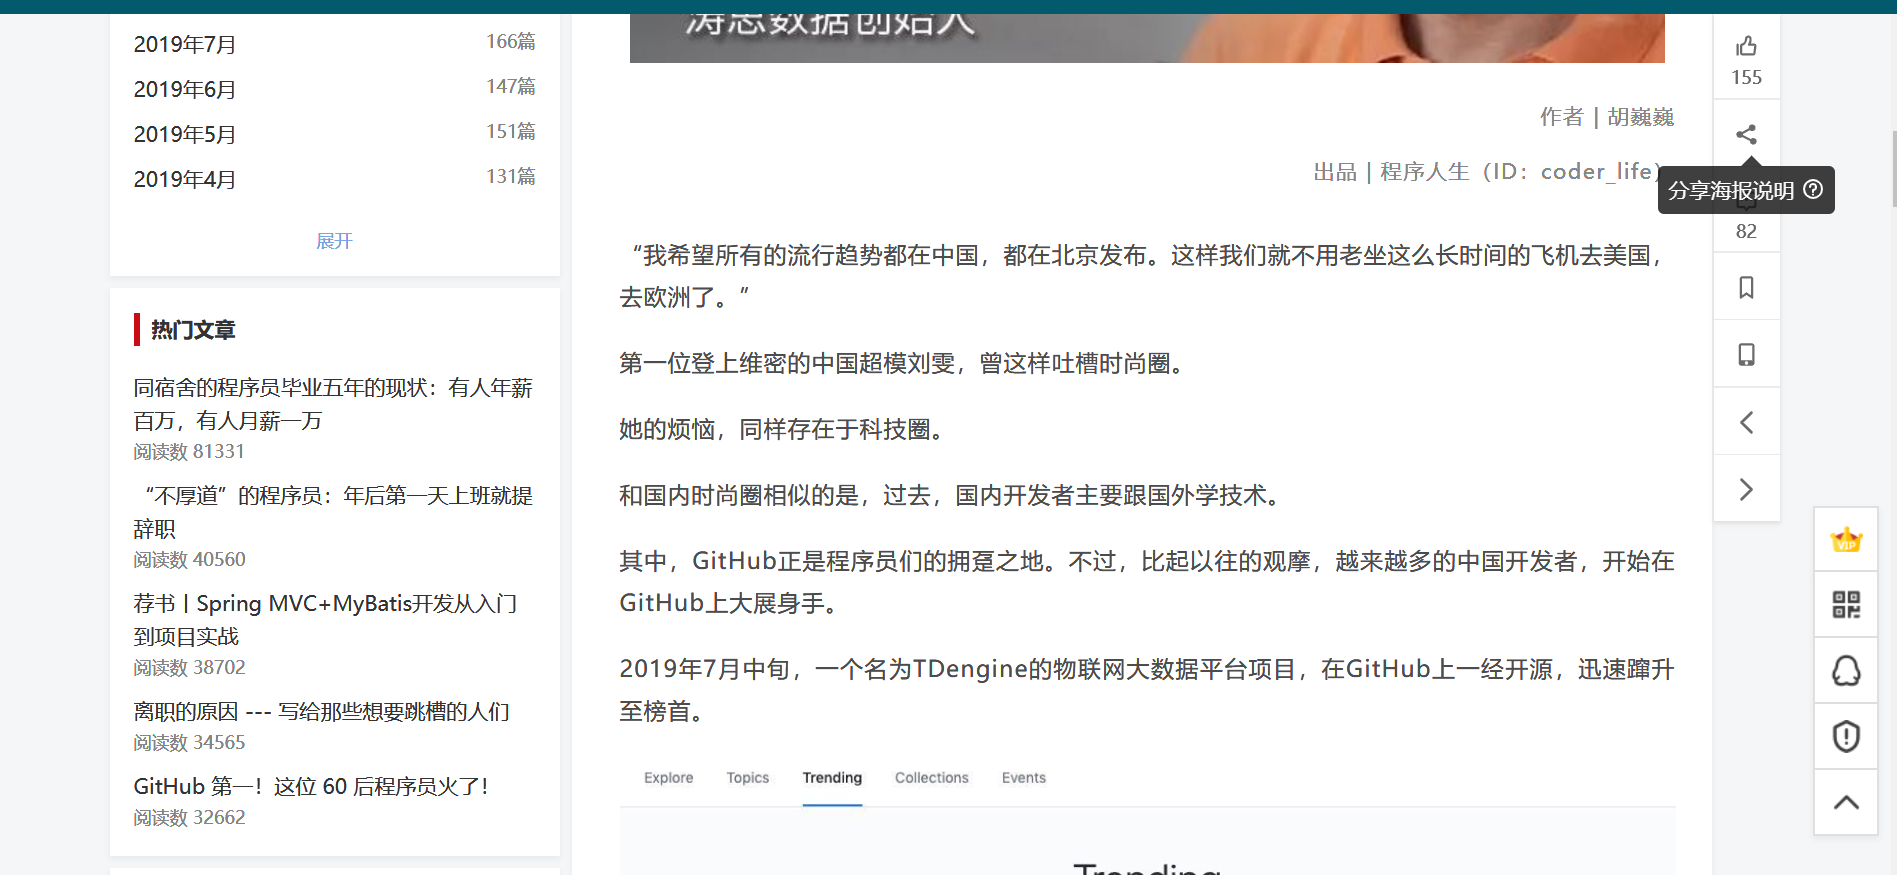 2019年7月 166篇
2019年6月 147篇
2019年5月 151篇
2019年4月 131篇
展开
热门文章
同宿舍的程序员毕业五年的现状：有人年薪
百万，有人月薪一万
阅读数 81331
“不厚道”的程序员：年后第一天上班就提
辞职
阅读数 40560
荐书丨Spring MVC+MyBatis开发从入门
到项目实战
阅读数 38702
离职的原因 --- 写给那些想要跳槽的人们
阅读数 34565
GitHub 第一！这位 60 后程序员火了！
阅读数 32662
涛思数据创始人
作者 | 胡巍巍
出品 | 程序人生（ID：coder_life）
“我希望所有的流行趋势都在中国，都在北京发布。这样我们就不用老坐这么长时间的飞机去美国，
去欧洲了。”
第一位登上维密的中国超模刘雯，曾这样吐槽时尚圈。
她的烦恼，同样存在于科技圈。
和国内时尚圈相似的是，过去，国内开发者主要跟国外学技术。
其中，GitHub正是程序员们的拥趸之地。不过，比起以往的观摩，越来越多的中国开发者，开始在
GitHub上大展身手。
2019年7月中旬，一个名为TDengine的物联网大数据平台项目，在GitHub上一经开源，迅速蹿升
至榜首。
Explore Topics Trending Collections Events
Trending
155
分享海报说明
82
VIP